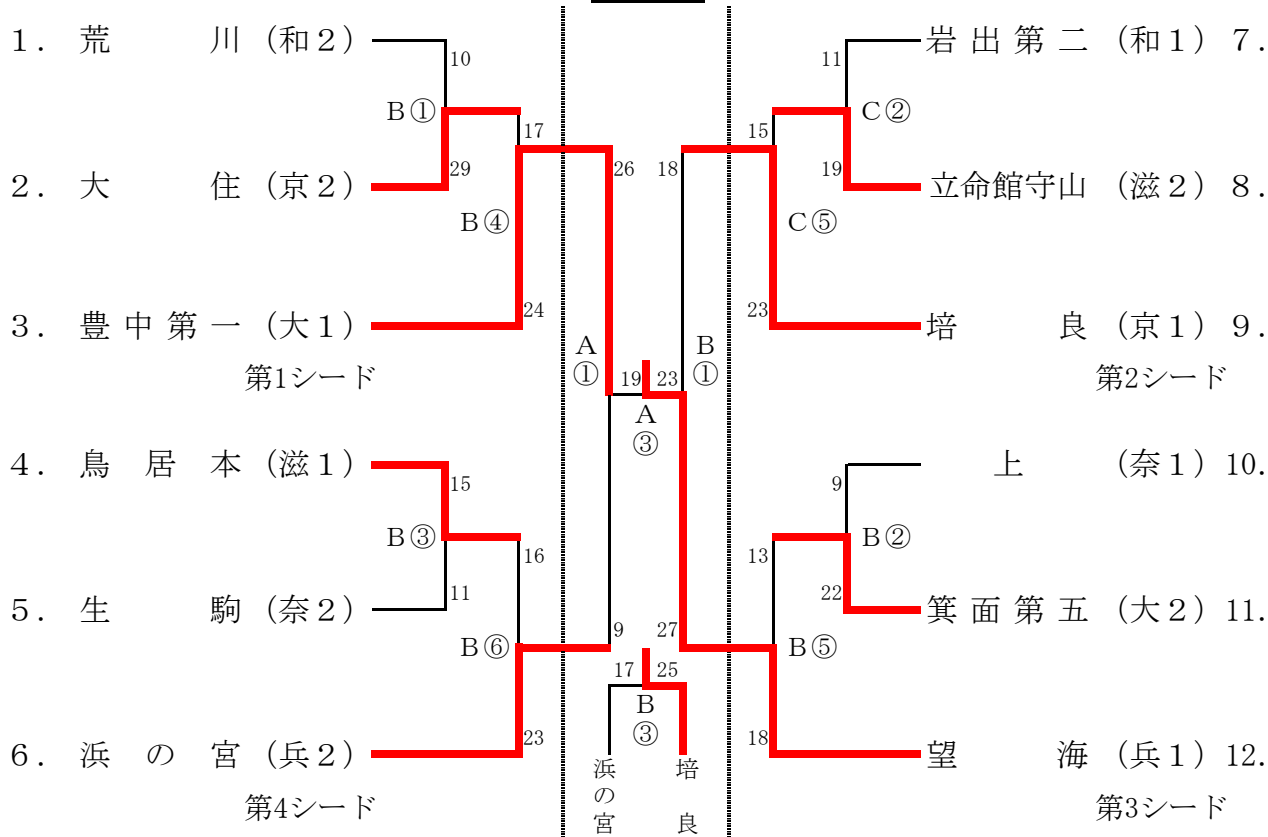 1. 荒川 (和2)
10
B①
29
2. 大住 (京2)
17
B④
24
3. 豊中第一 (大1)
第1シード
4. 鳥居本 (滋1)
15
B③
11
5. 生駒 (奈2)
16
B⑥
23
6. 浜の宮 (兵2)
第4シード
26
A①
9
19 23
A③
18
B①
27
17 25
B③
浜の宮
培良
岩出第二 (和1) 7.
11
C②
19
立命館守山 (滋2) 8.
15
C⑤
23
培良 (京1) 9.
第2シード
上 (奈1) 10.
9
B②
22
箕面第五 (大2) 11.
13
B⑤
18
望海 (兵1) 12.
第3シード